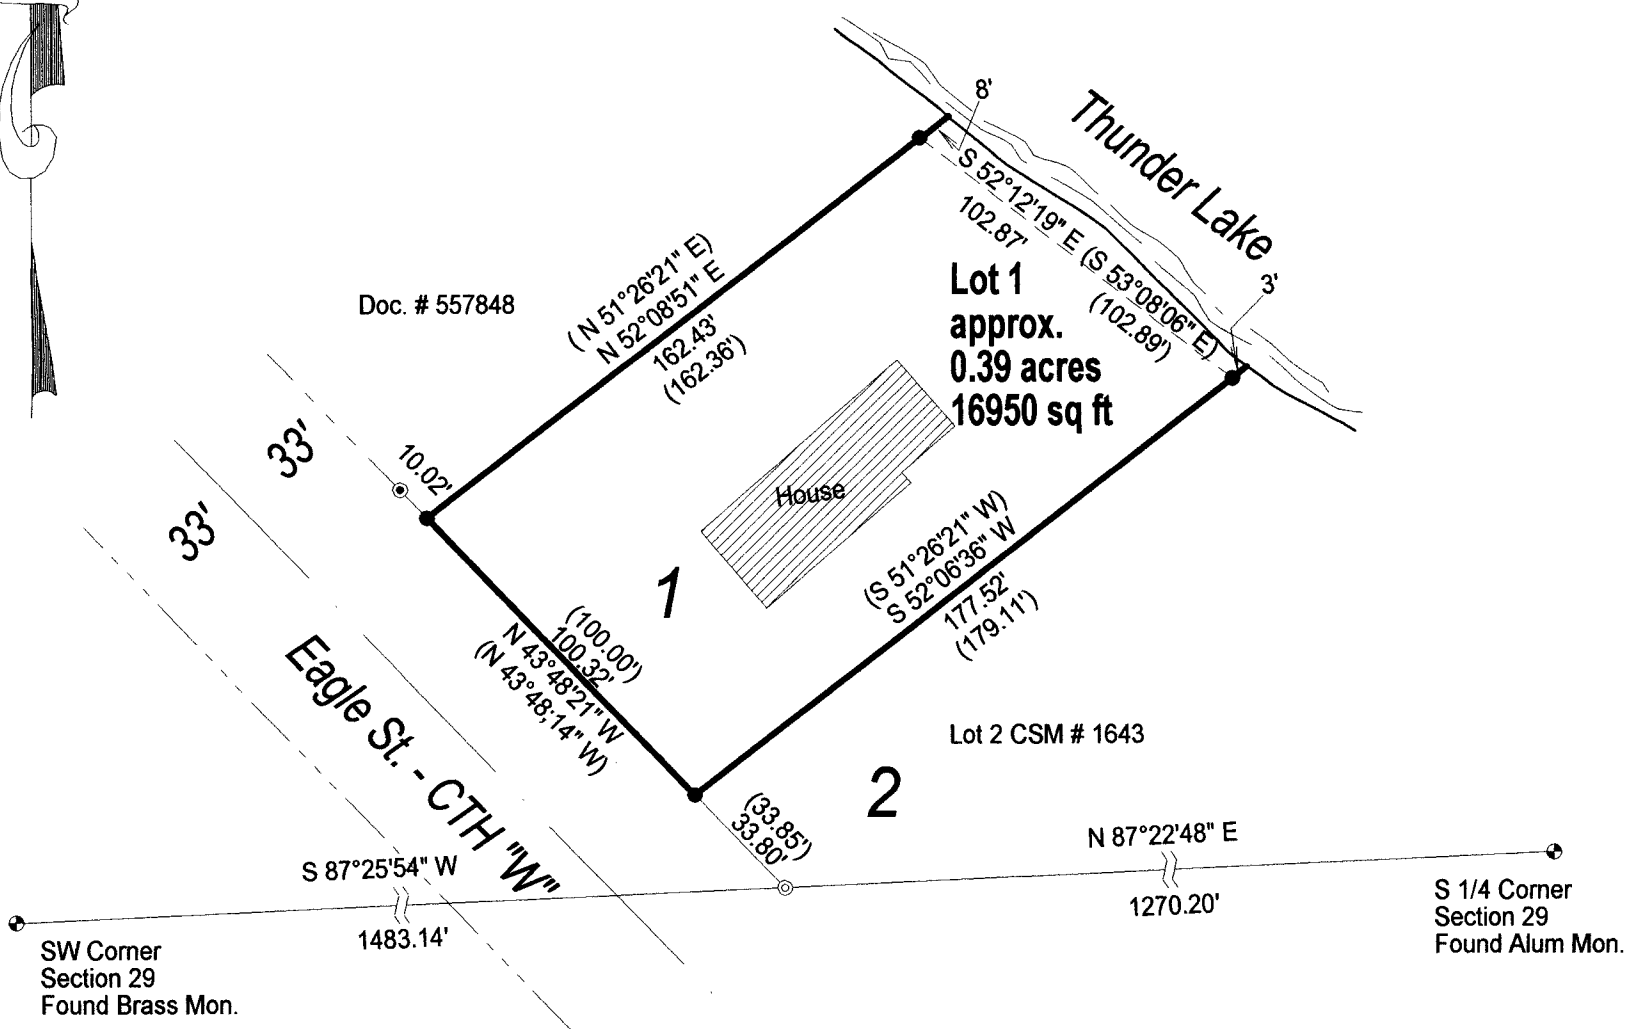 8'
Thunder Lake
S 52°12'19" E (S 53°08'06" E)
102.87'
(102.89')
3'
Lot 1
approx.
0.39 acres
16950 sq ft
Doc. # 557848
( N 51°26'21" E)
N 52°08'51" E
162.43'
(162.36')
33'
33'
10.02'
House
1
(S 51°26'21" W)
S 52°06'36" W
177.52'
(179.11')
(100.00')
100.32'
N 43°48'21" W
(N 43°48;14" W)
Eagle St. - CTH "W"
Lot 2 CSM # 1643
2
(33.85')
33.80'
S 87°25'54" W
1483.14'
N 87°22'48" E
1270.20'
SW Corner
Section 29
Found Brass Mon.
S 1/4 Corner
Section 29
Found Alum Mon.